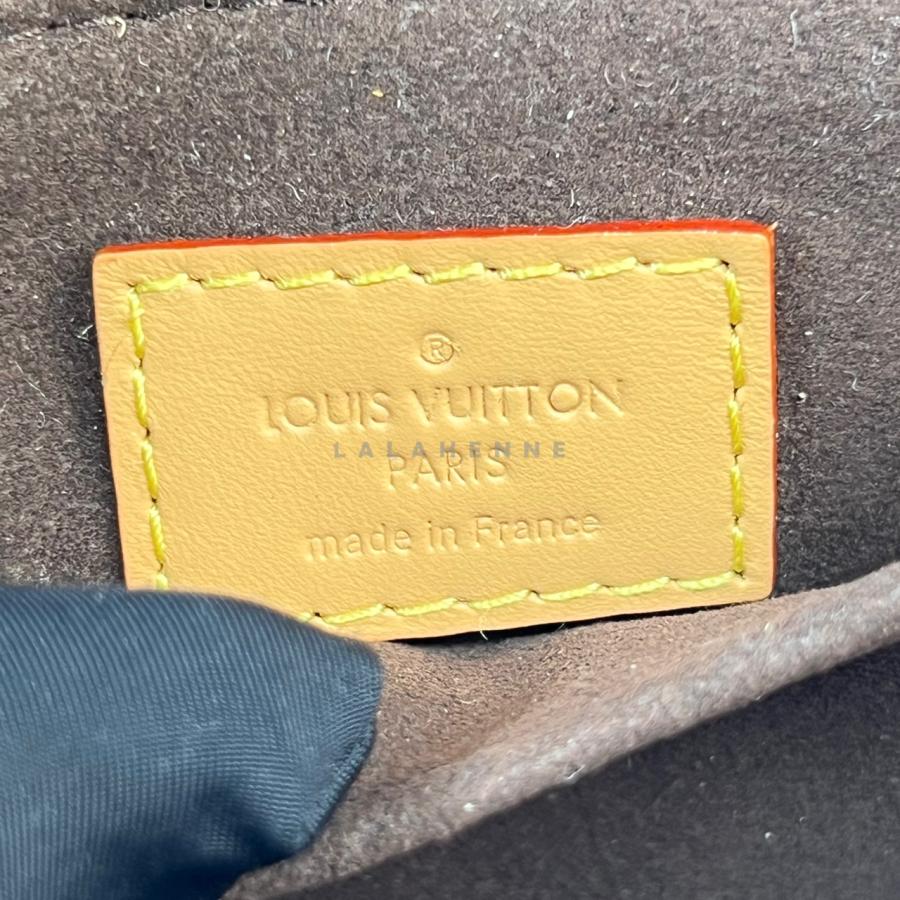 ®
LOUIS VUITTON
LALAHENNE
PARIS
made in France